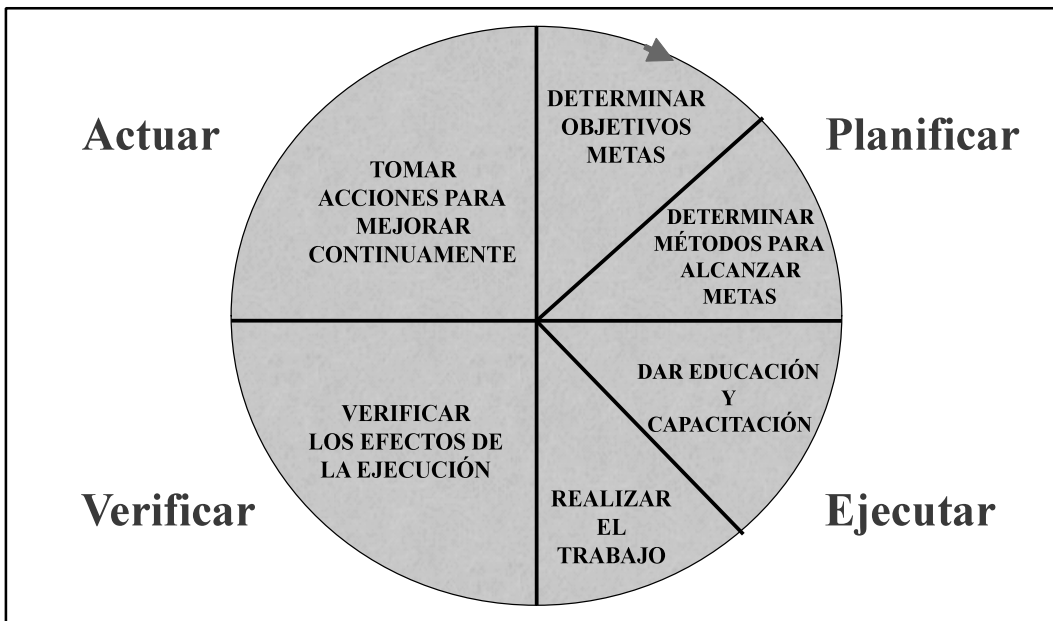 Actuar
Planificar
DETERMINAR
OBJETIVOS
METAS
TOMAR
ACCIONES PARA
MEJORAR
CONTINUAMENTE
DETERMINAR
MÉTODOS PARA
ALCANZAR
METAS
DAR EDUCACIÓN
Y
CAPACITACIÓN
VERIFICAR
LOS EFECTOS DE
LA EJECUCIÓN
REALIZAR
EL
TRABAJO
Verificar
Ejecutar